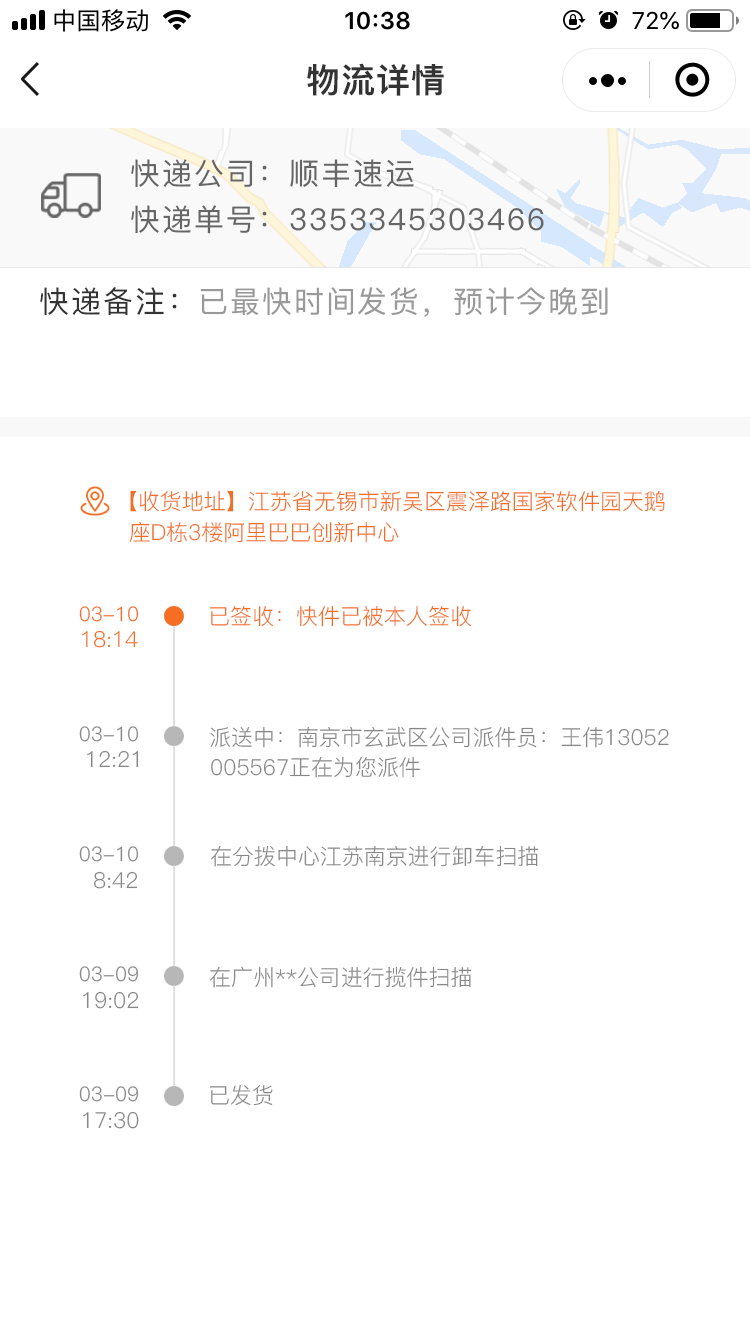 中国移动 10:38 72%
物流详情
快递公司：顺丰速运
快递单号：3353345303466
快递备注：已最快时间发货，预计今晚到
【收货地址】江苏省无锡市新吴区震泽路国家软件园天鹅
座D栋3楼阿里巴巴创新中心
03-10 已签收：快件已被本人签收
18:14
03-10 派送中：南京市玄武区公司派件员：王伟13052
12:21 005567正在为您派件
03-10 在分拨中心江苏南京进行卸车扫描
8:42
03-09 在广州**公司进行揽件扫描
19:02
03-09 已发货
17:30